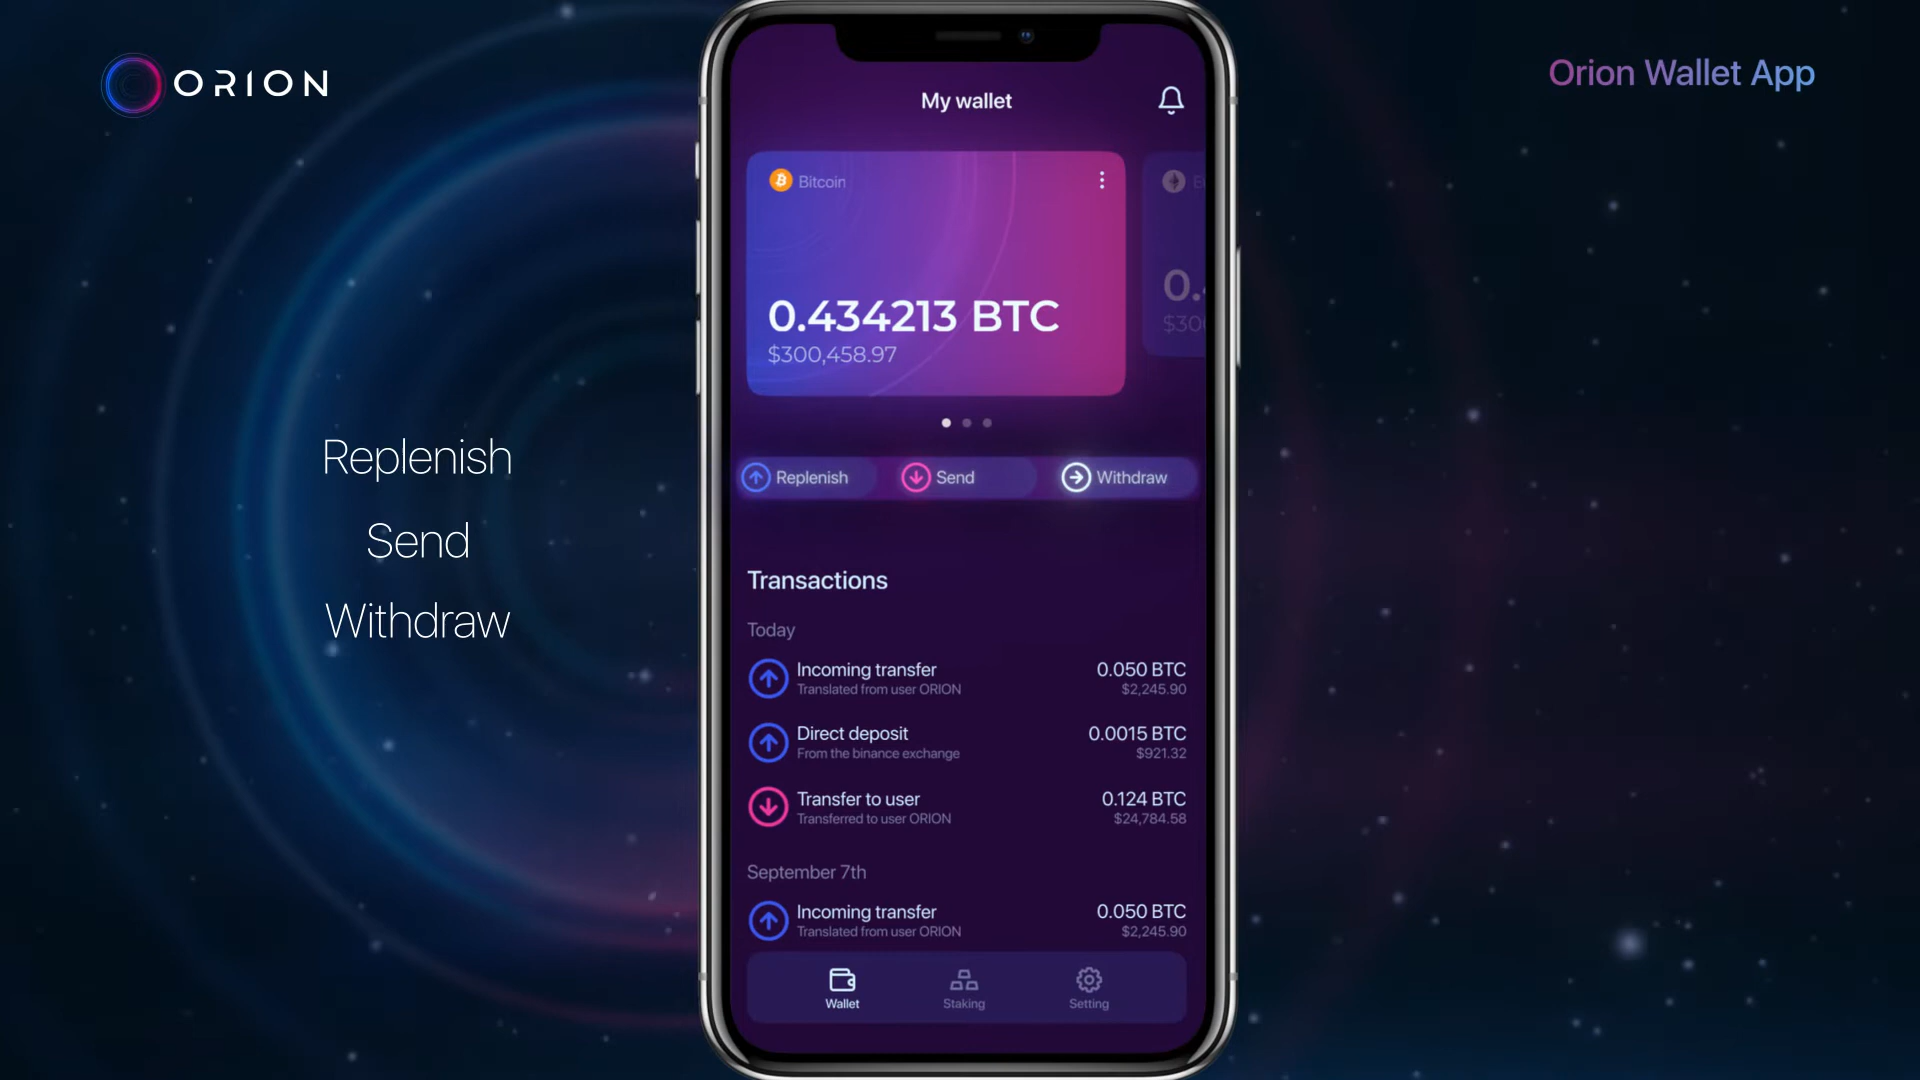 ORION
Orion Wallet App
Replenish
Send
Withdraw
My wallet
Bitcoin
0.434213 BTC
$300,458.97
0.
$30
Replenish
Send
Withdraw
Transactions
Today
Incoming transfer
0.050 BTC
Translated from user ORION
$2,245.90
Direct deposit
0.0015 BTC
From the binance exchange
$921.32
Transfer to user
0.124 BTC
Transferred to user ORION
$24,784.58
September 7th
Incoming transfer
0.050 BTC
Translated from user ORION
$2,245.90
Wallet
Staking
Setting